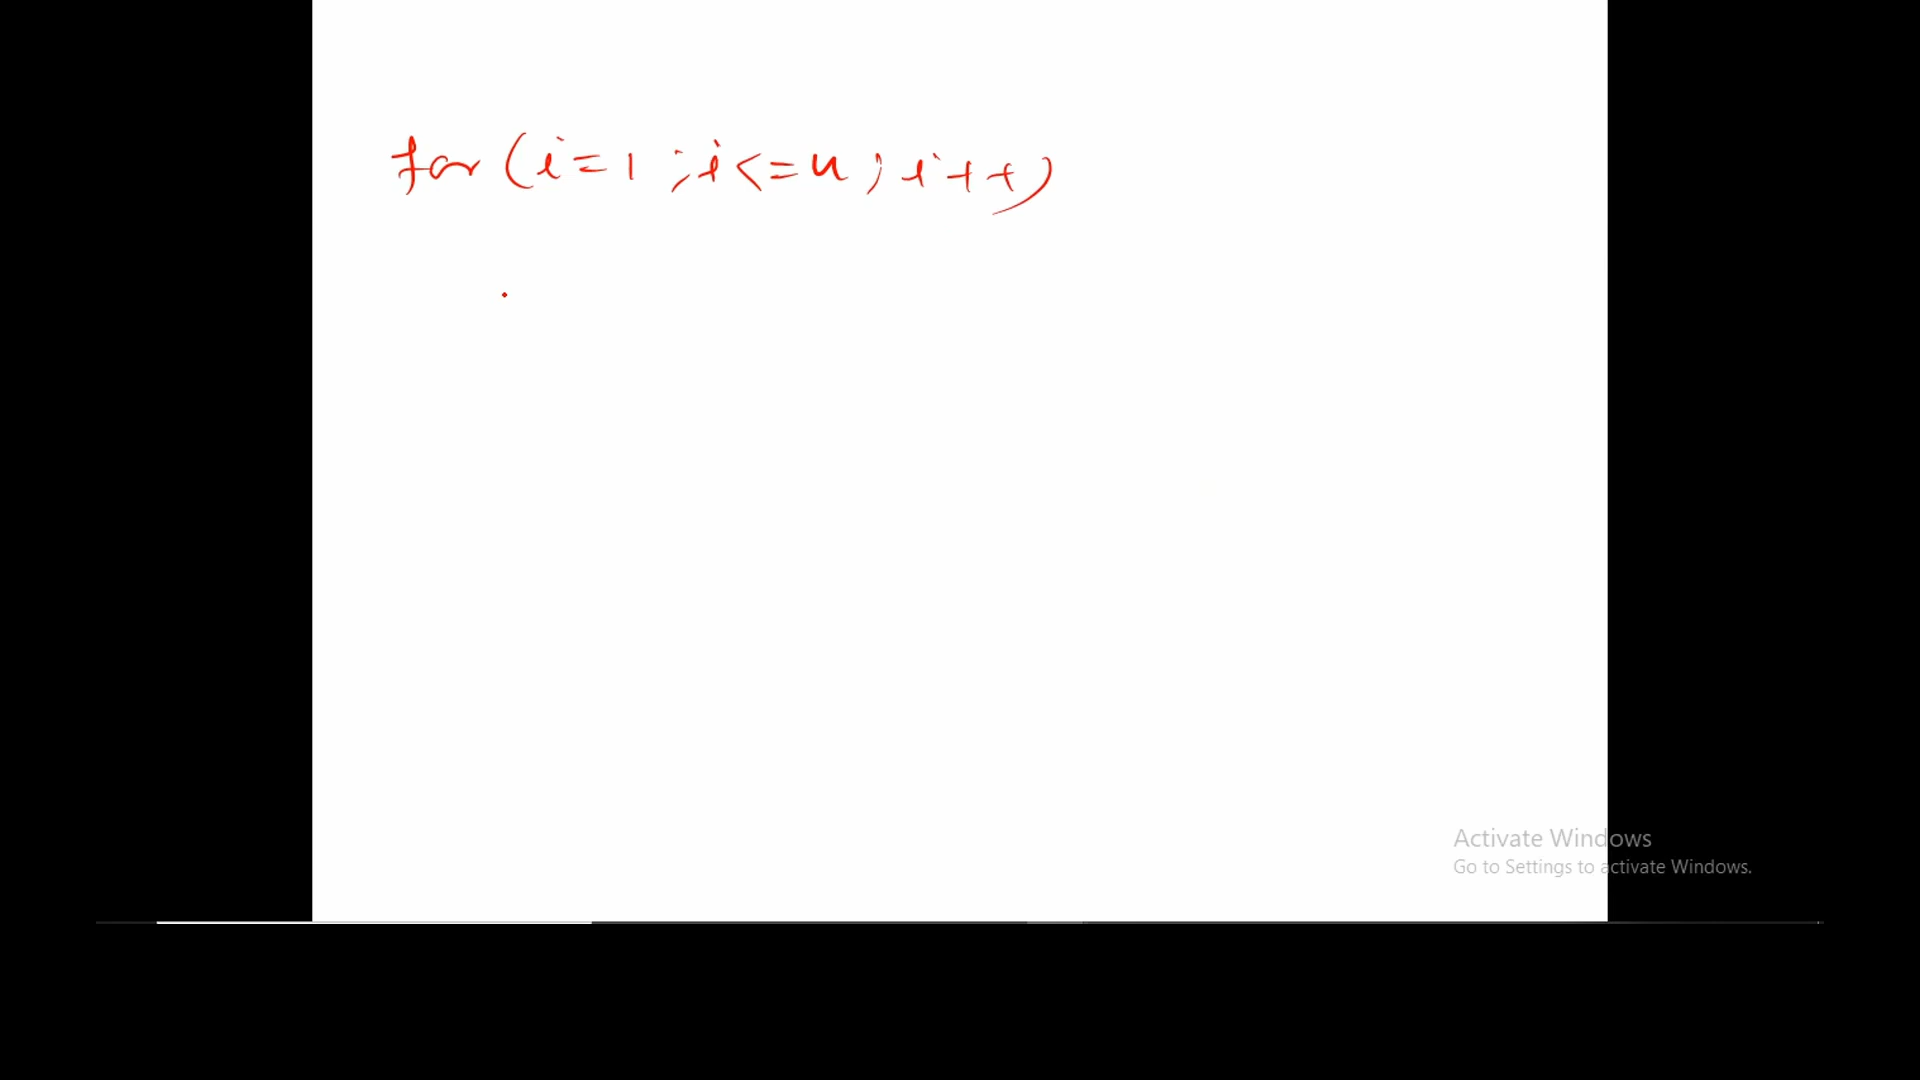 for (i=1 ;i<=n ; i++)
Activate Windows
Go to Settings to activate Windows.